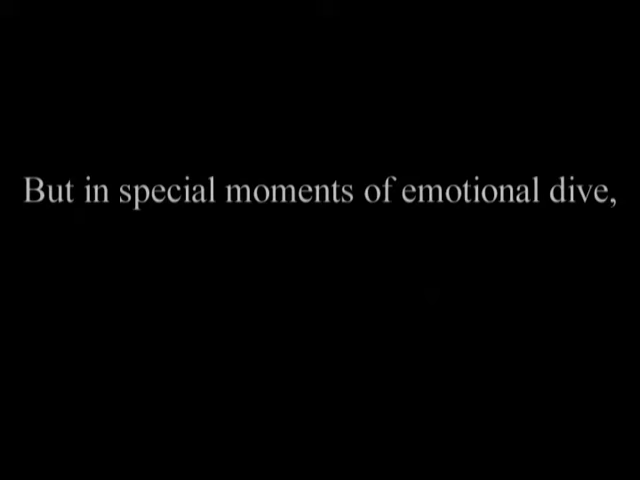 But in special moments of emotional dive,